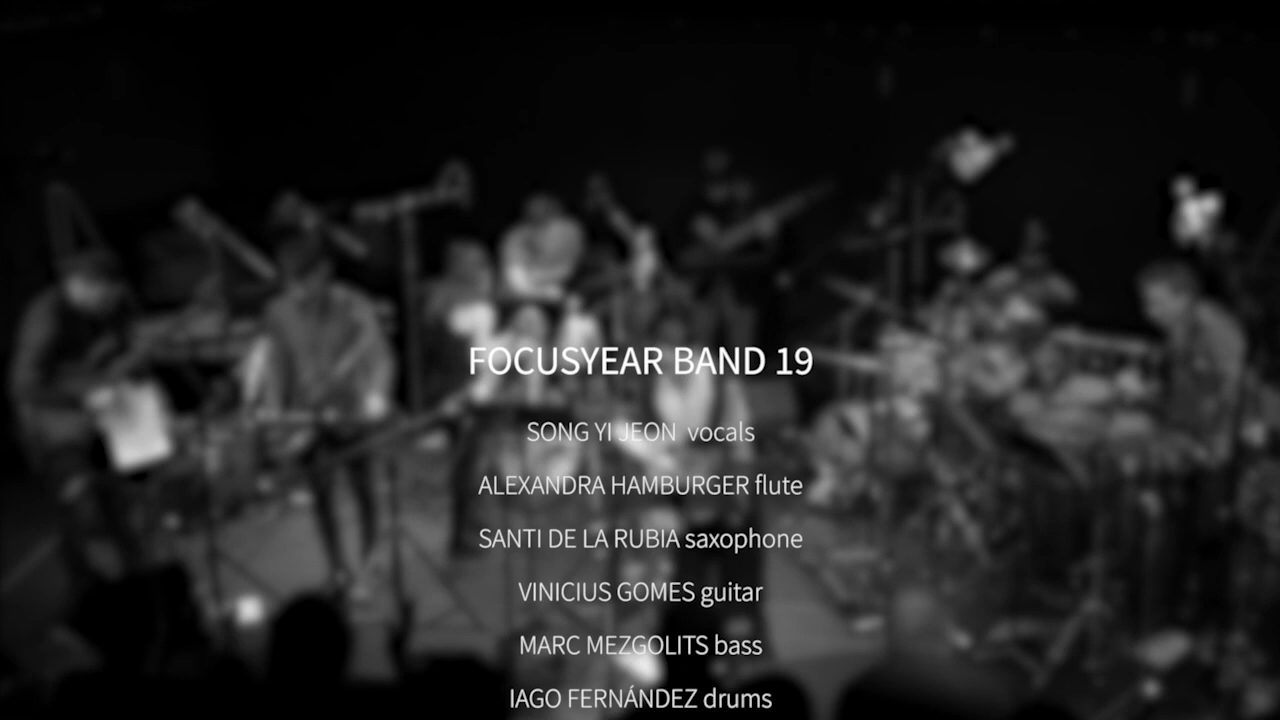 FOCUSYEAR BAND 19
SONG YI JEON vocals
ALEXANDRA HAMBURGER flute
SANTI DE LA RUBIA saxophone
VINICIUS GOMES guitar
MARC MEZGOLITS bass
IAGO FERNÁNDEZ drums